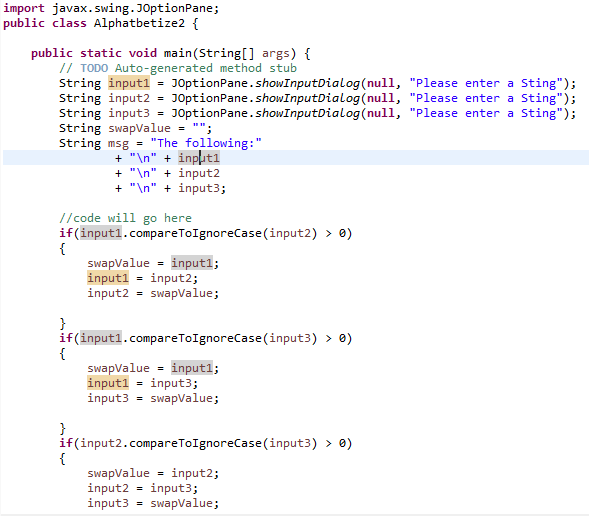 import javax.swing.JOptionPane;
public class Alphatbetize2 {
public static void main(String[] args) {
// TODO Auto-generated method stub
String input1 = JOptionPane.showInputDialog(null, "Please enter a Sting");
String input2 = JOptionPane.showInputDialog(null, "Please enter a Sting");
String input3 = JOptionPane.showInputDialog(null, "Please enter a Sting");
String swapValue = "";
String msg = "The following:"
+ "\n" + input1
+ "\n" + input2
+ "\n" + input3;
//code will go here
if(input1.compareToIgnoreCase(input2) > 0)
{
swapValue = input1;
input1 = input2;
input2 = swapValue;
}
if(input1.compareToIgnoreCase(input3) > 0)
{
swapValue = input1;
input1 = input3;
input3 = swapValue;
}
if(input2.compareToIgnoreCase(input3) > 0)
{
swapValue = input2;
input2 = input3;
input3 = swapValue;